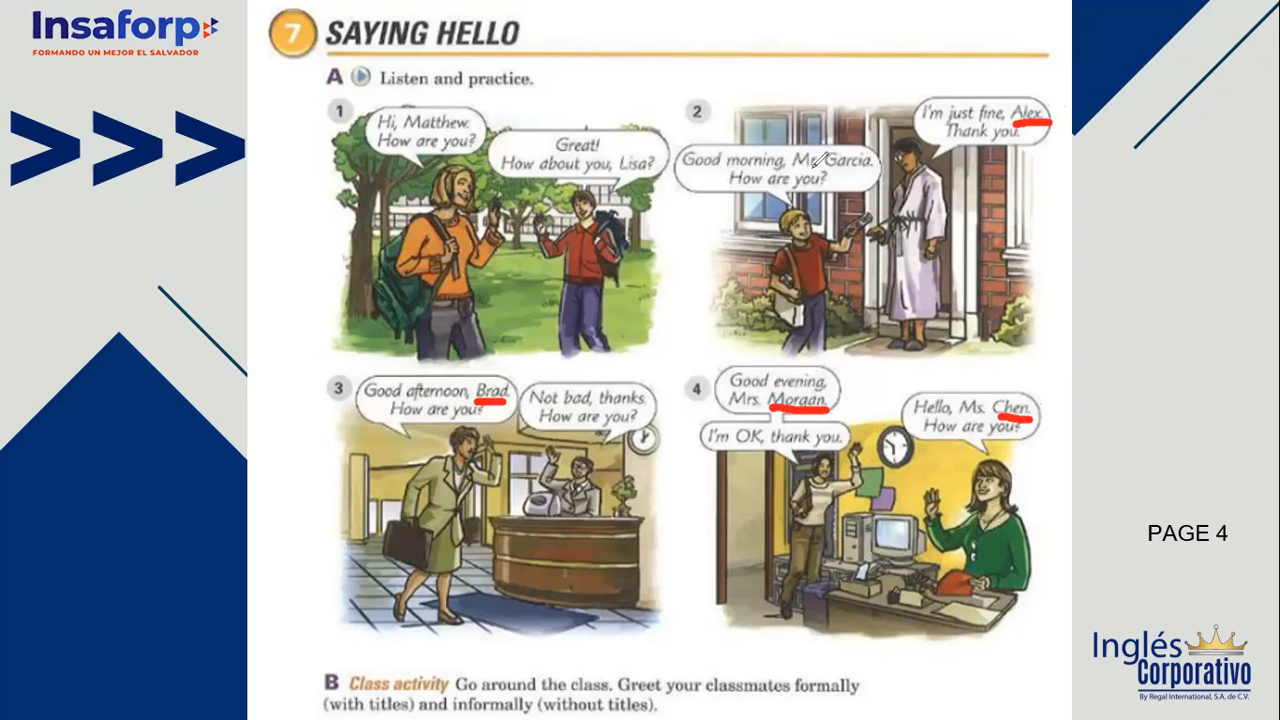 Insaforp
FORMANDO UN MEJOR EL SALVADOR
7 SAYING HELLO
A Listen and practice.
1
Hi, Matthew.
How are you?
Great!
How about you, Lisa?
2
Good morning, Mr. Garcia.
How are you?
I'm just fine, Alex.
Thank you.
3
Good afternoon, Brad.
How are you?
Not bad, thanks.
How are you?
4
Good evening,
Mrs. Morgan.
Hello, Ms. Chen.
How are you?
I'm OK, thank you.
B Class activity Go around the class. Greet your classmates formally
(with titles) and informally (without titles).
PAGE 4
Inglés
Corporativo
By Regal International, S.A. de C.V.